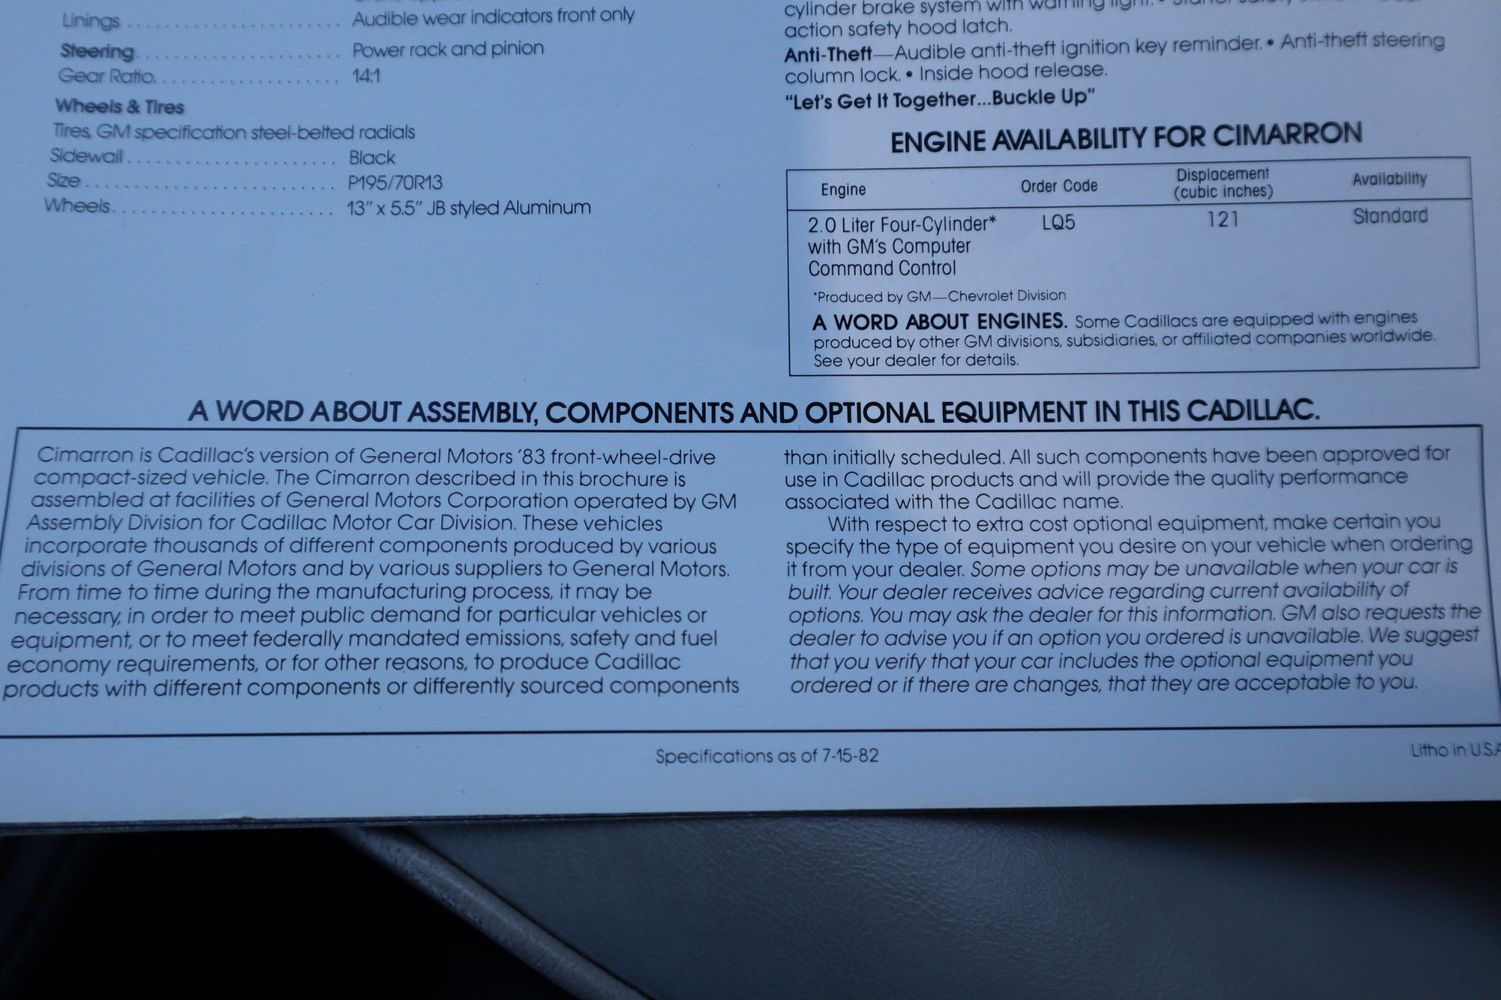 Linings . . . . . . . . . . . . . . . . . . . . . . . Audible wear indicators front only
Steering . . . . . . . . . . . . . . . . . . . . . . Power rack and pinion
Gear Ratio. . . . . . . . . . . . . . . . . . . . 14:1
Wheels & Tires
Tires, GM specification steel-belted radials
Sidewall . . . . . . . . . . . . . . . . . . . . . . Black
Size . . . . . . . . . . . . . . . . . . . . . . . . . . P195/70R13
Wheels. . . . . . . . . . . . . . . . . . . . . . . 13" x 5.5" JB styled Aluminum
cylinder brake system with warning light. •
action safety hood latch.
Anti-Theft—Audible anti-theft ignition key reminder. • Anti-theft steering
column lock. • Inside hood release.
"Let's Get It Together...Buckle Up"
ENGINE AVAILABILITY FOR CIMARRON
Engine Order Code Displacement (cubic inches) Availability
2.0 Liter Four-Cylinder* LQ5 121 Standard
with GM's Computer
Command Control
*Produced by GM—Chevrolet Division
A WORD ABOUT ENGINES. Some Cadillacs are equipped with engines
produced by other GM divisions, subsidiaries, or affiliated companies worldwide.
See your dealer for details.
A WORD ABOUT ASSEMBLY, COMPONENTS AND OPTIONAL EQUIPMENT IN THIS CADILLAC.
Cimarron is Cadillac's version of General Motors '83 front-wheel-drive
compact-sized vehicle. The Cimarron described in this brochure is
assembled at facilities of General Motors Corporation operated by GM
Assembly Division for Cadillac Motor Car Division. These vehicles
incorporate thousands of different components produced by various
divisions of General Motors and by various suppliers to General Motors.
From time to time during the manufacturing process, it may be
necessary, in order to meet public demand for particular vehicles or
equipment, or to meet federally mandated emissions, safety and fuel
economy requirements, or for other reasons, to produce Cadillac
products with different components or differently sourced components
than initially scheduled. All such components have been approved for
use in Cadillac products and will provide the quality performance
associated with the Cadillac name.
With respect to extra cost optional equipment, make certain you
specify the type of equipment you desire on your vehicle when ordering
it from your dealer. Some options may be unavailable when your car is
built. Your dealer receives advice regarding current availability of
options. You may ask the dealer for this information. GM also requests the
dealer to advise you if an option you ordered is unavailable. We suggest
that you verify that your car includes the optional equipment you
ordered or if there are changes, that they are acceptable to you.
Specifications as of 7-15-82
Litho in U.S.A